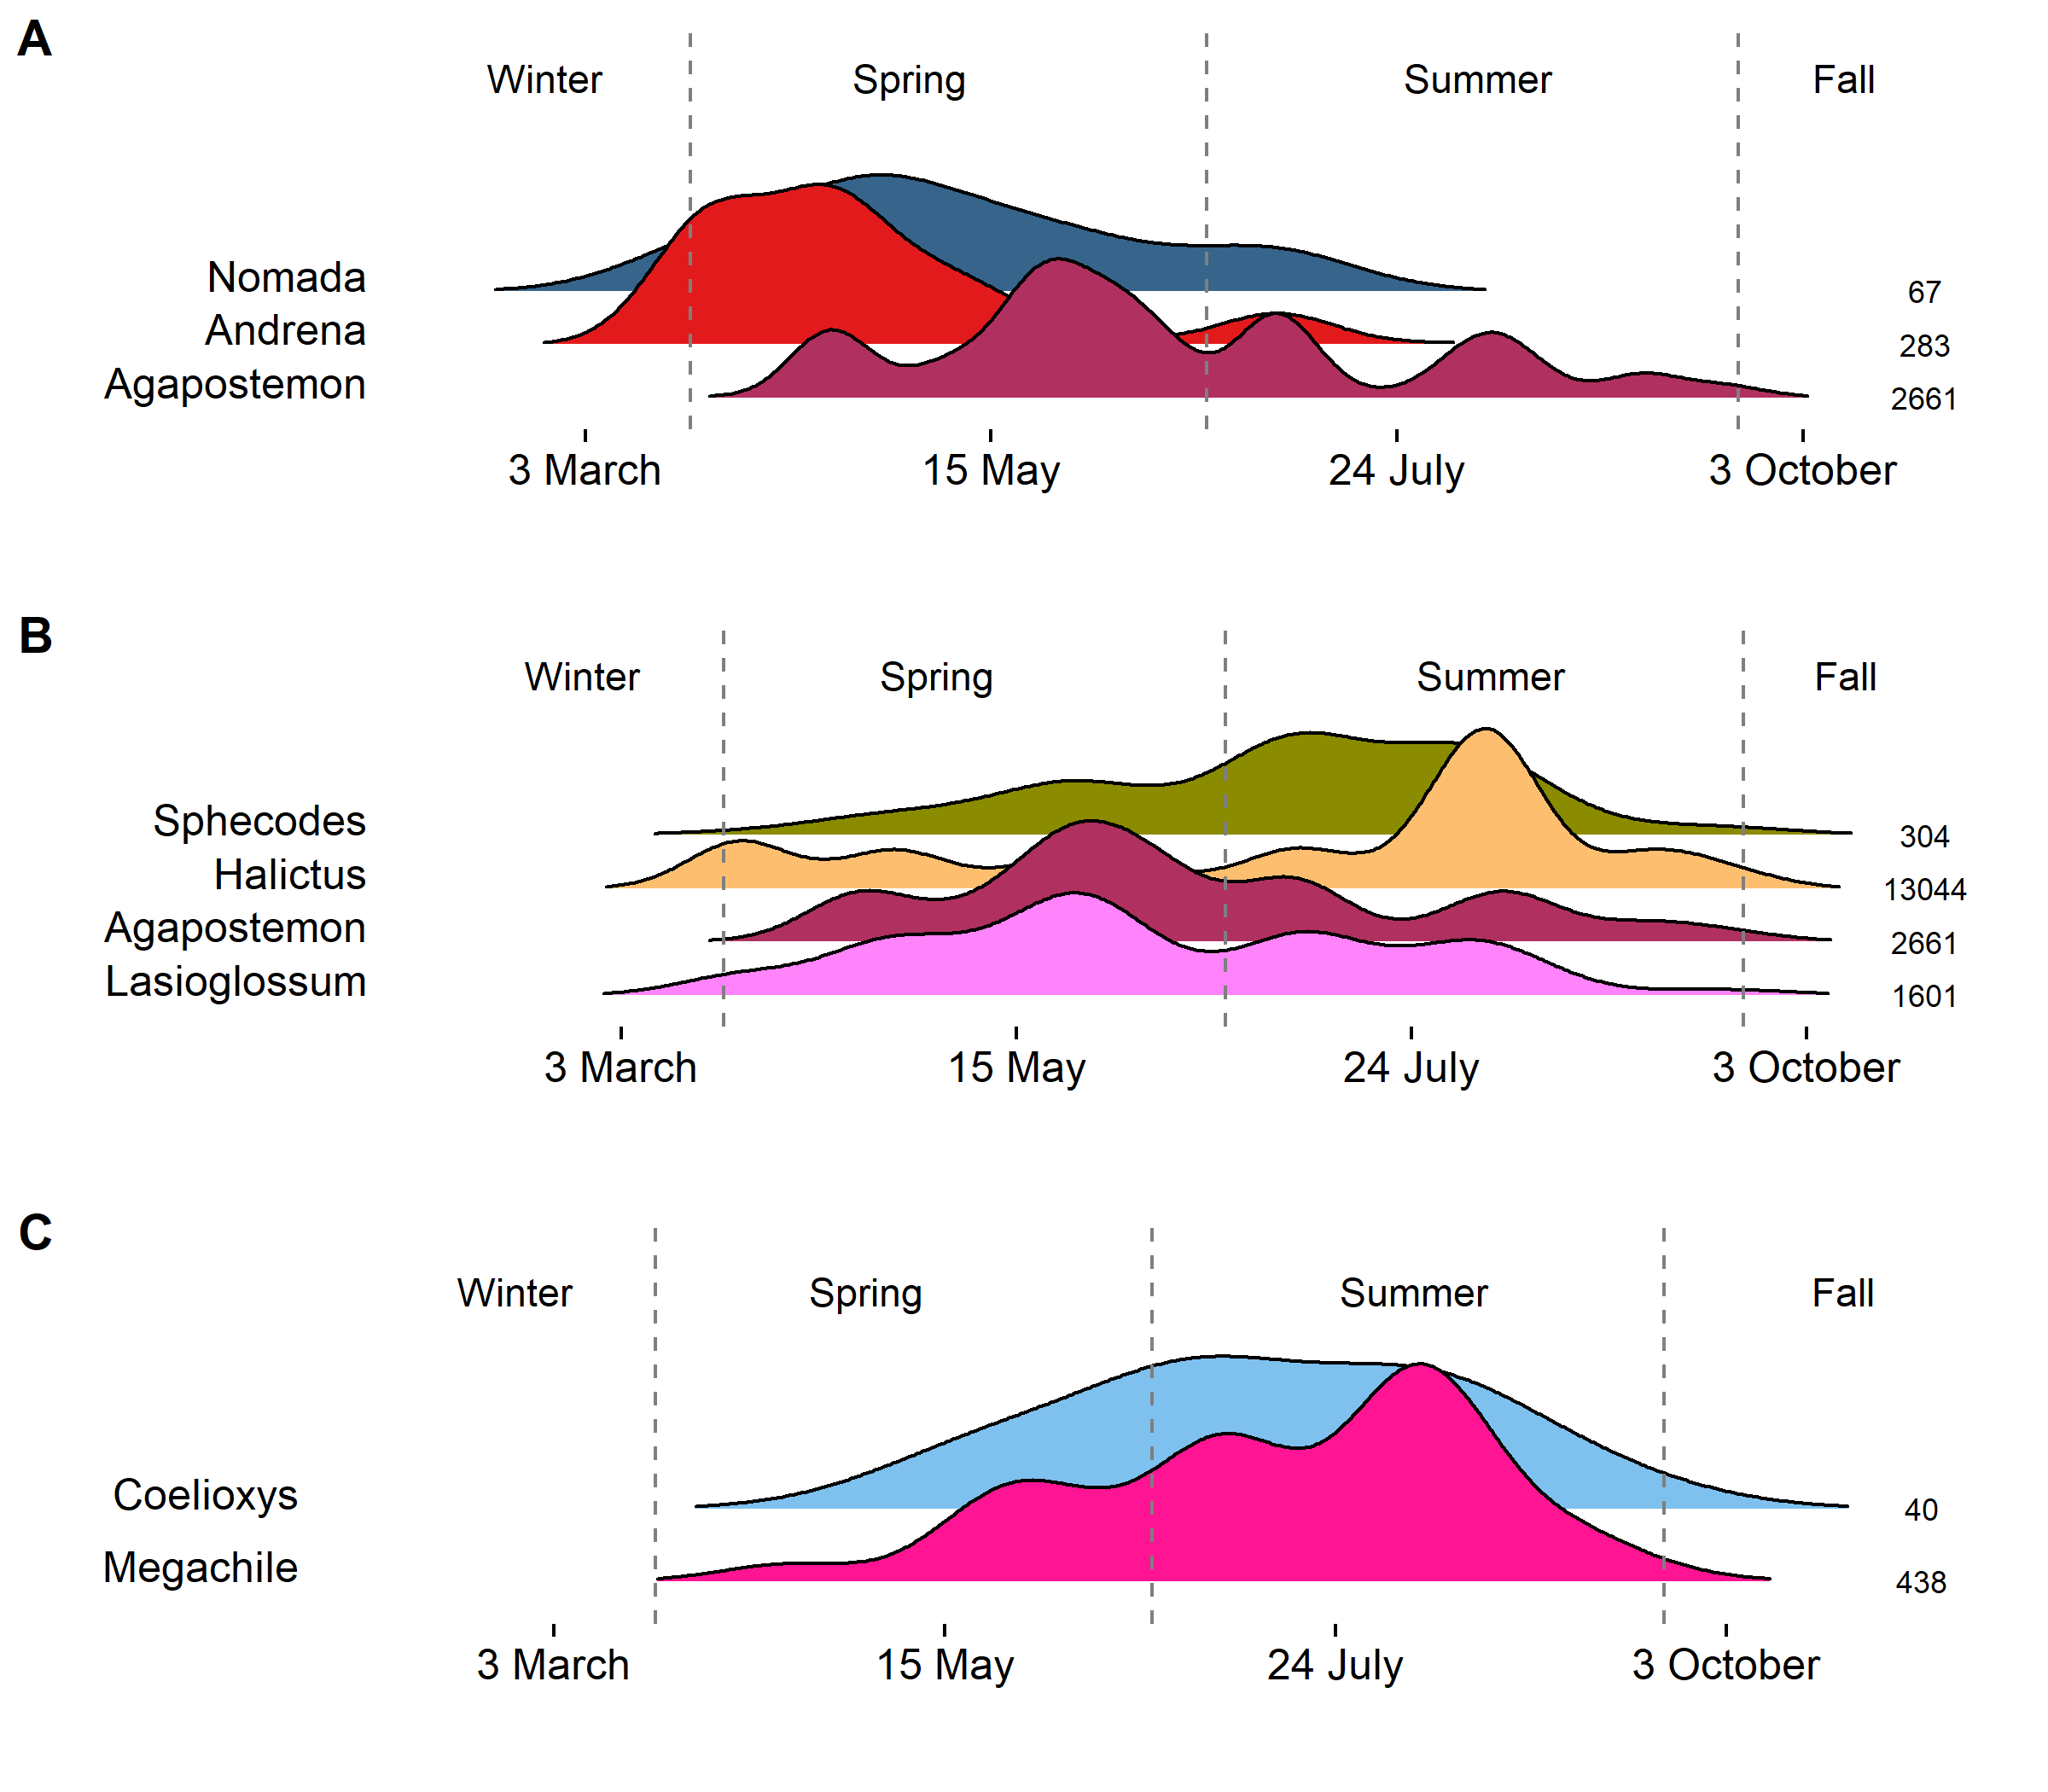 A
Winter Spring Summer Fall
Nomada 67
Andrena 283
Agapostemon 2661
3 March 15 May 24 July 3 October
B
Winter Spring Summer Fall
Sphecodes 304
Halictus 13044
Agapostemon 2661
Lasioglossum 1601
3 March 15 May 24 July 3 October
C
Winter Spring Summer Fall
Coelioxys 40
Megachile 438
3 March 15 May 24 July 3 October